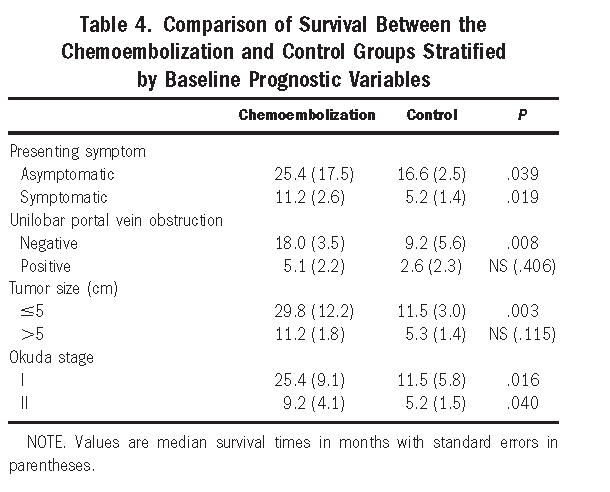 Table 4. Comparison of Survival Between the
Chemoembolization and Control Groups Stratified
by Baseline Prognostic Variables
Chemoembolization Control P
Presenting symptom
Asymptomatic 25.4 (17.5) 16.6 (2.5) .039
Symptomatic 11.2 (2.6) 5.2 (1.4) .019
Unilobar portal vein obstruction
Negative 18.0 (3.5) 9.2 (5.6) .008
Positive 5.1 (2.2) 2.6 (2.3) NS (.406)
Tumor size (cm)
≤5 29.8 (12.2) 11.5 (3.0) .003
>5 11.2 (1.8) 5.3 (1.4) NS (.115)
Okuda stage
I 25.4 (9.1) 11.5 (5.8) .016
II 9.2 (4.1) 5.2 (1.5) .040
NOTE. Values are median survival times in months with standard errors in
parentheses.